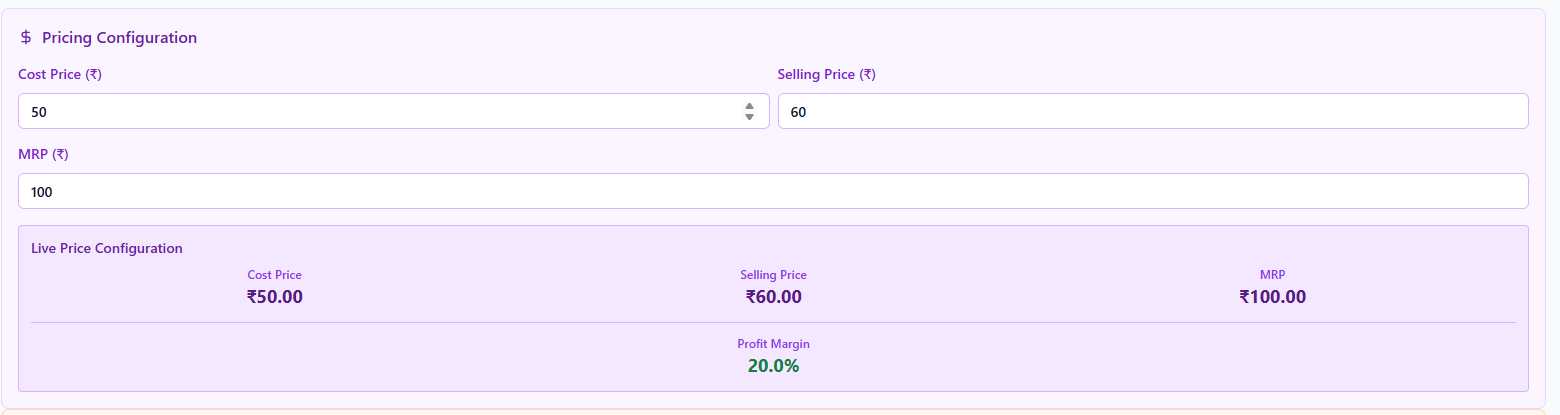 $ Pricing Configuration
Cost Price (₹) Selling Price (₹)
50 60
MRP (₹)
100
Live Price Configuration
Cost Price Selling Price MRP
₹50.00 ₹60.00 ₹100.00
Profit Margin
20.0%